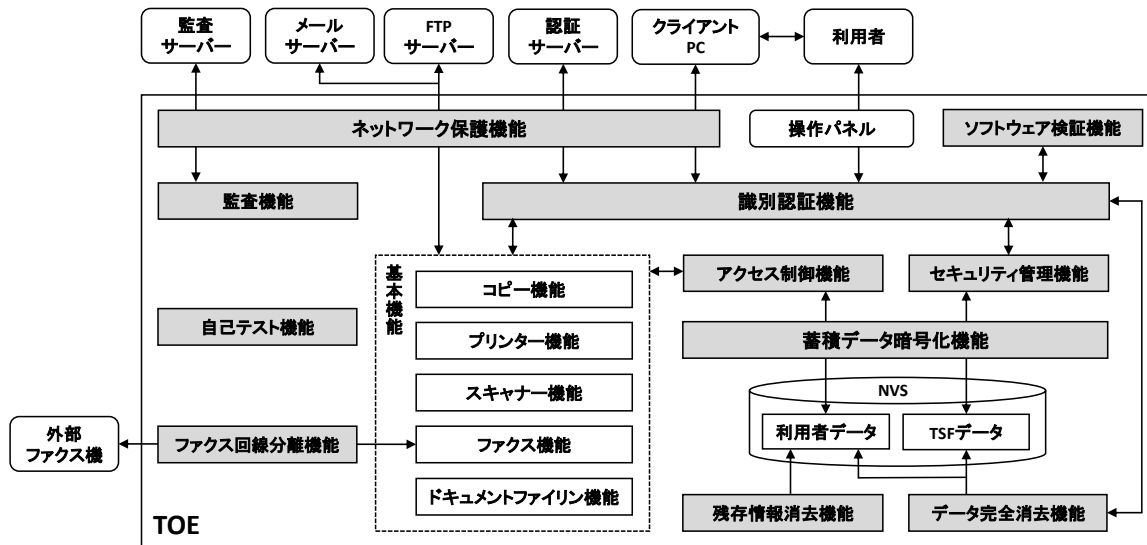 監査
サーバー
メール
サーバー
FTP
サーバー
認証
サーバー
クライアント
PC
利用者
ネットワーク保護機能
操作パネル
ソフトウェア検証機能
監査機能
識別認証機能
基本機能
コピー機能
アクセス制御機能
セキュリティ管理機能
自己テスト機能
プリンター機能
蓄積データ暗号化機能
スキャナー機能
NVS
外部
ファクス機
ファクス回線分離機能
ファクス機能
利用者データ
TSFデータ
ドキュメントファイリン機能
残存情報消去機能
データ完全消去機能
TOE